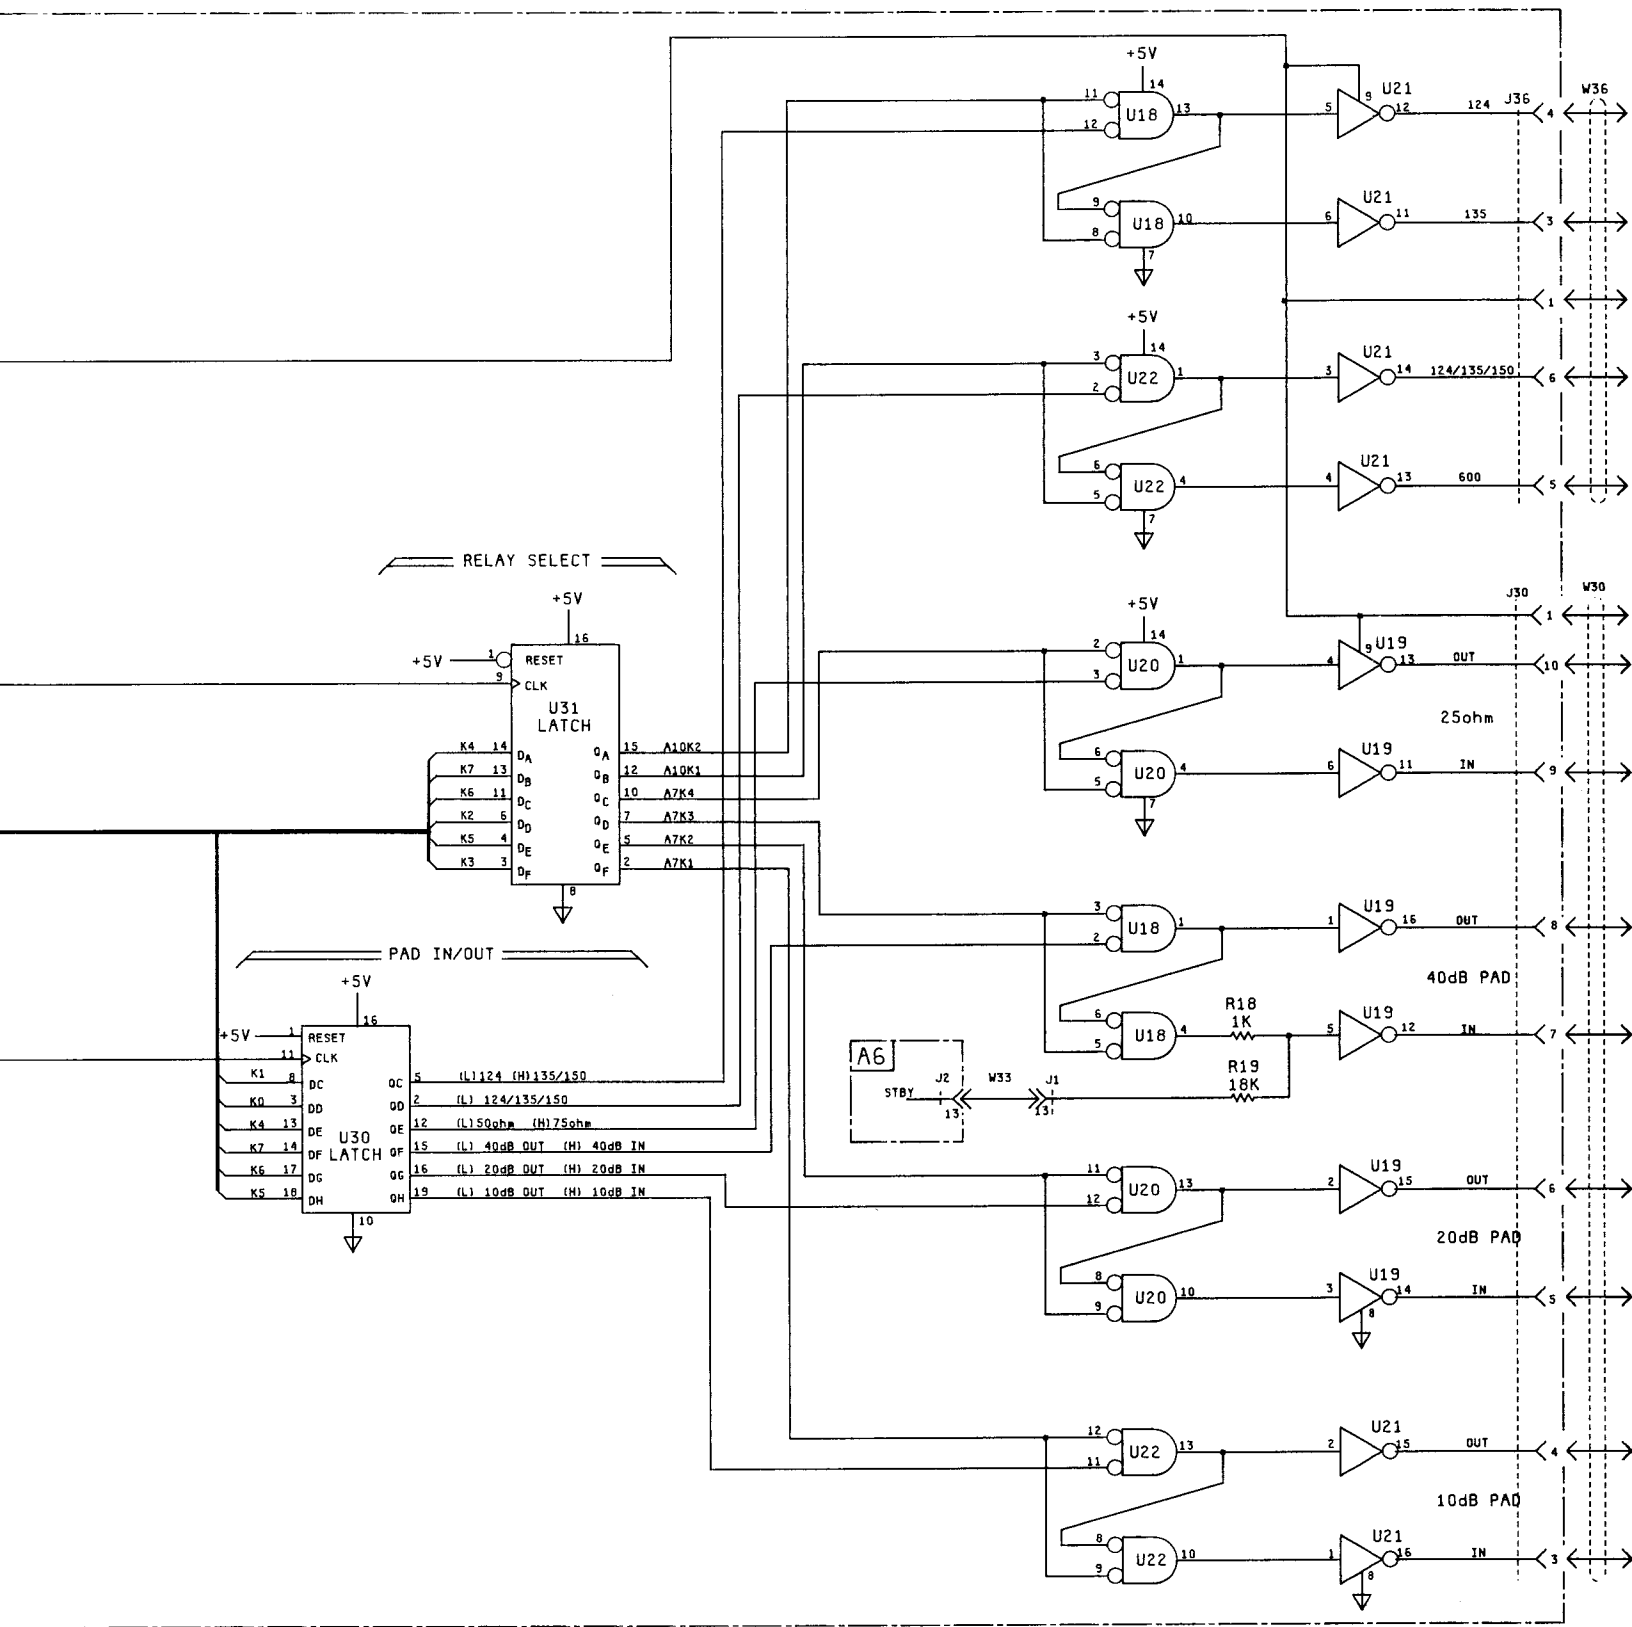 +5V
14
11
12
U18
13
5
9
U21
12
124
J36
4
W36
9
8
U18
10
7
6
U21
11
135
3
1
+5V
14
3
2
U22
1
3
U21
14
124/135/150
6
6
5
U22
4
7
4
U21
13
600
5
RELAY SELECT
+5V
16
+5V
1
RESET
9
CLK
U31
LATCH
K4 14 DA QA 15 A10K2
K7 13 DB QB 12 A10K1
K6 11 DC QC 10 A7K4
K2 6 DD QD 7 A7K3
K5 4 DE QE 5 A7K2
K3 3 DF QF 2 A7K1
8
+5V
14
2
3
U20
1
4
9
U19
13
OUT
J30
1
W30
10
25ohm
6
5
U20
4
7
6
U19
11
IN
9
PAD IN/OUT
+5V
16
+5V
1
RESET
11
CLK
K1 8 DC QC 5 (L)124 (H)135/150
K0 3 DD QD 2 (L) 124/135/150
K4 13 DE QE 12 (L)50ohm (H)75ohm
U30
K7 14 DF LATCH QF 15 (L) 40dB OUT (H) 40dB IN
K6 17 DG QG 16 (L) 20dB OUT (H) 20dB IN
K5 18 DH QH 19 (L) 10dB OUT (H) 10dB IN
10
3
2
U18
1
1
U19
16
OUT
8
40dB PAD
6
5
U18
4
R18
1K
5
U19
12
IN
7
R19
18K
A6
STBY
J2
13
W33
J1
13
11
12
U20
13
2
U19
15
OUT
6
20dB PAD
8
9
U20
10
3
U19
14
8
IN
5
12
11
U22
13
2
U21
15
OUT
4
10dB PAD
8
9
U22
10
1
U21
16
8
IN
3